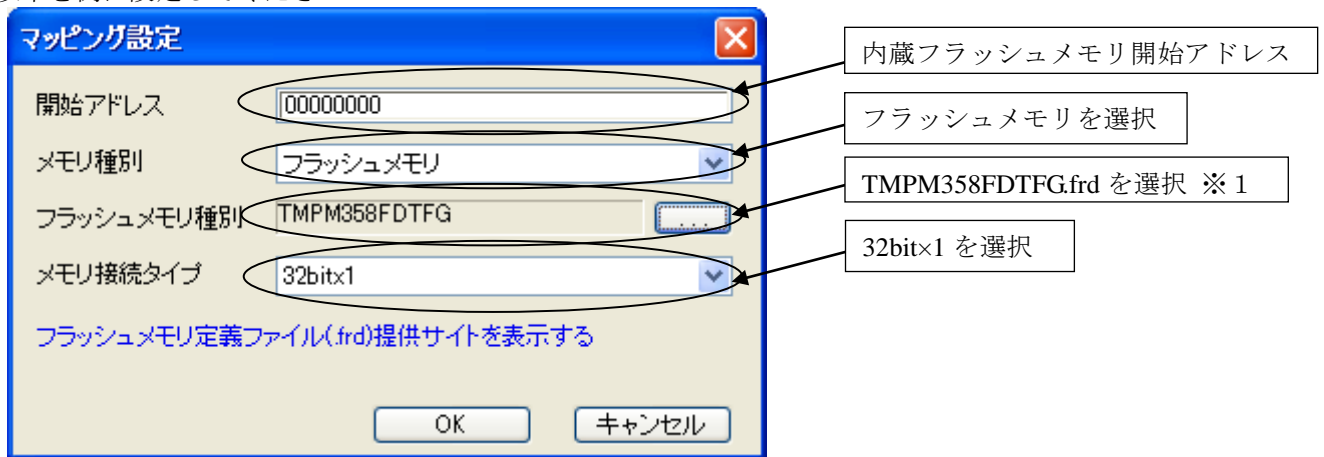 マッピング設定
開始アドレス 00000000
メモリ種別 フラッシュメモリ
フラッシュメモリ種別 TMPM358FDTFG ...
メモリ接続タイプ 32bitx1
フラッシュメモリ定義ファイル(.frd)提供サイトを表示する
OK キャンセル
内蔵フラッシュメモリ開始アドレス
フラッシュメモリを選択
TMPM358FDTFG.frd を選択 ※1
32bit×1 を選択